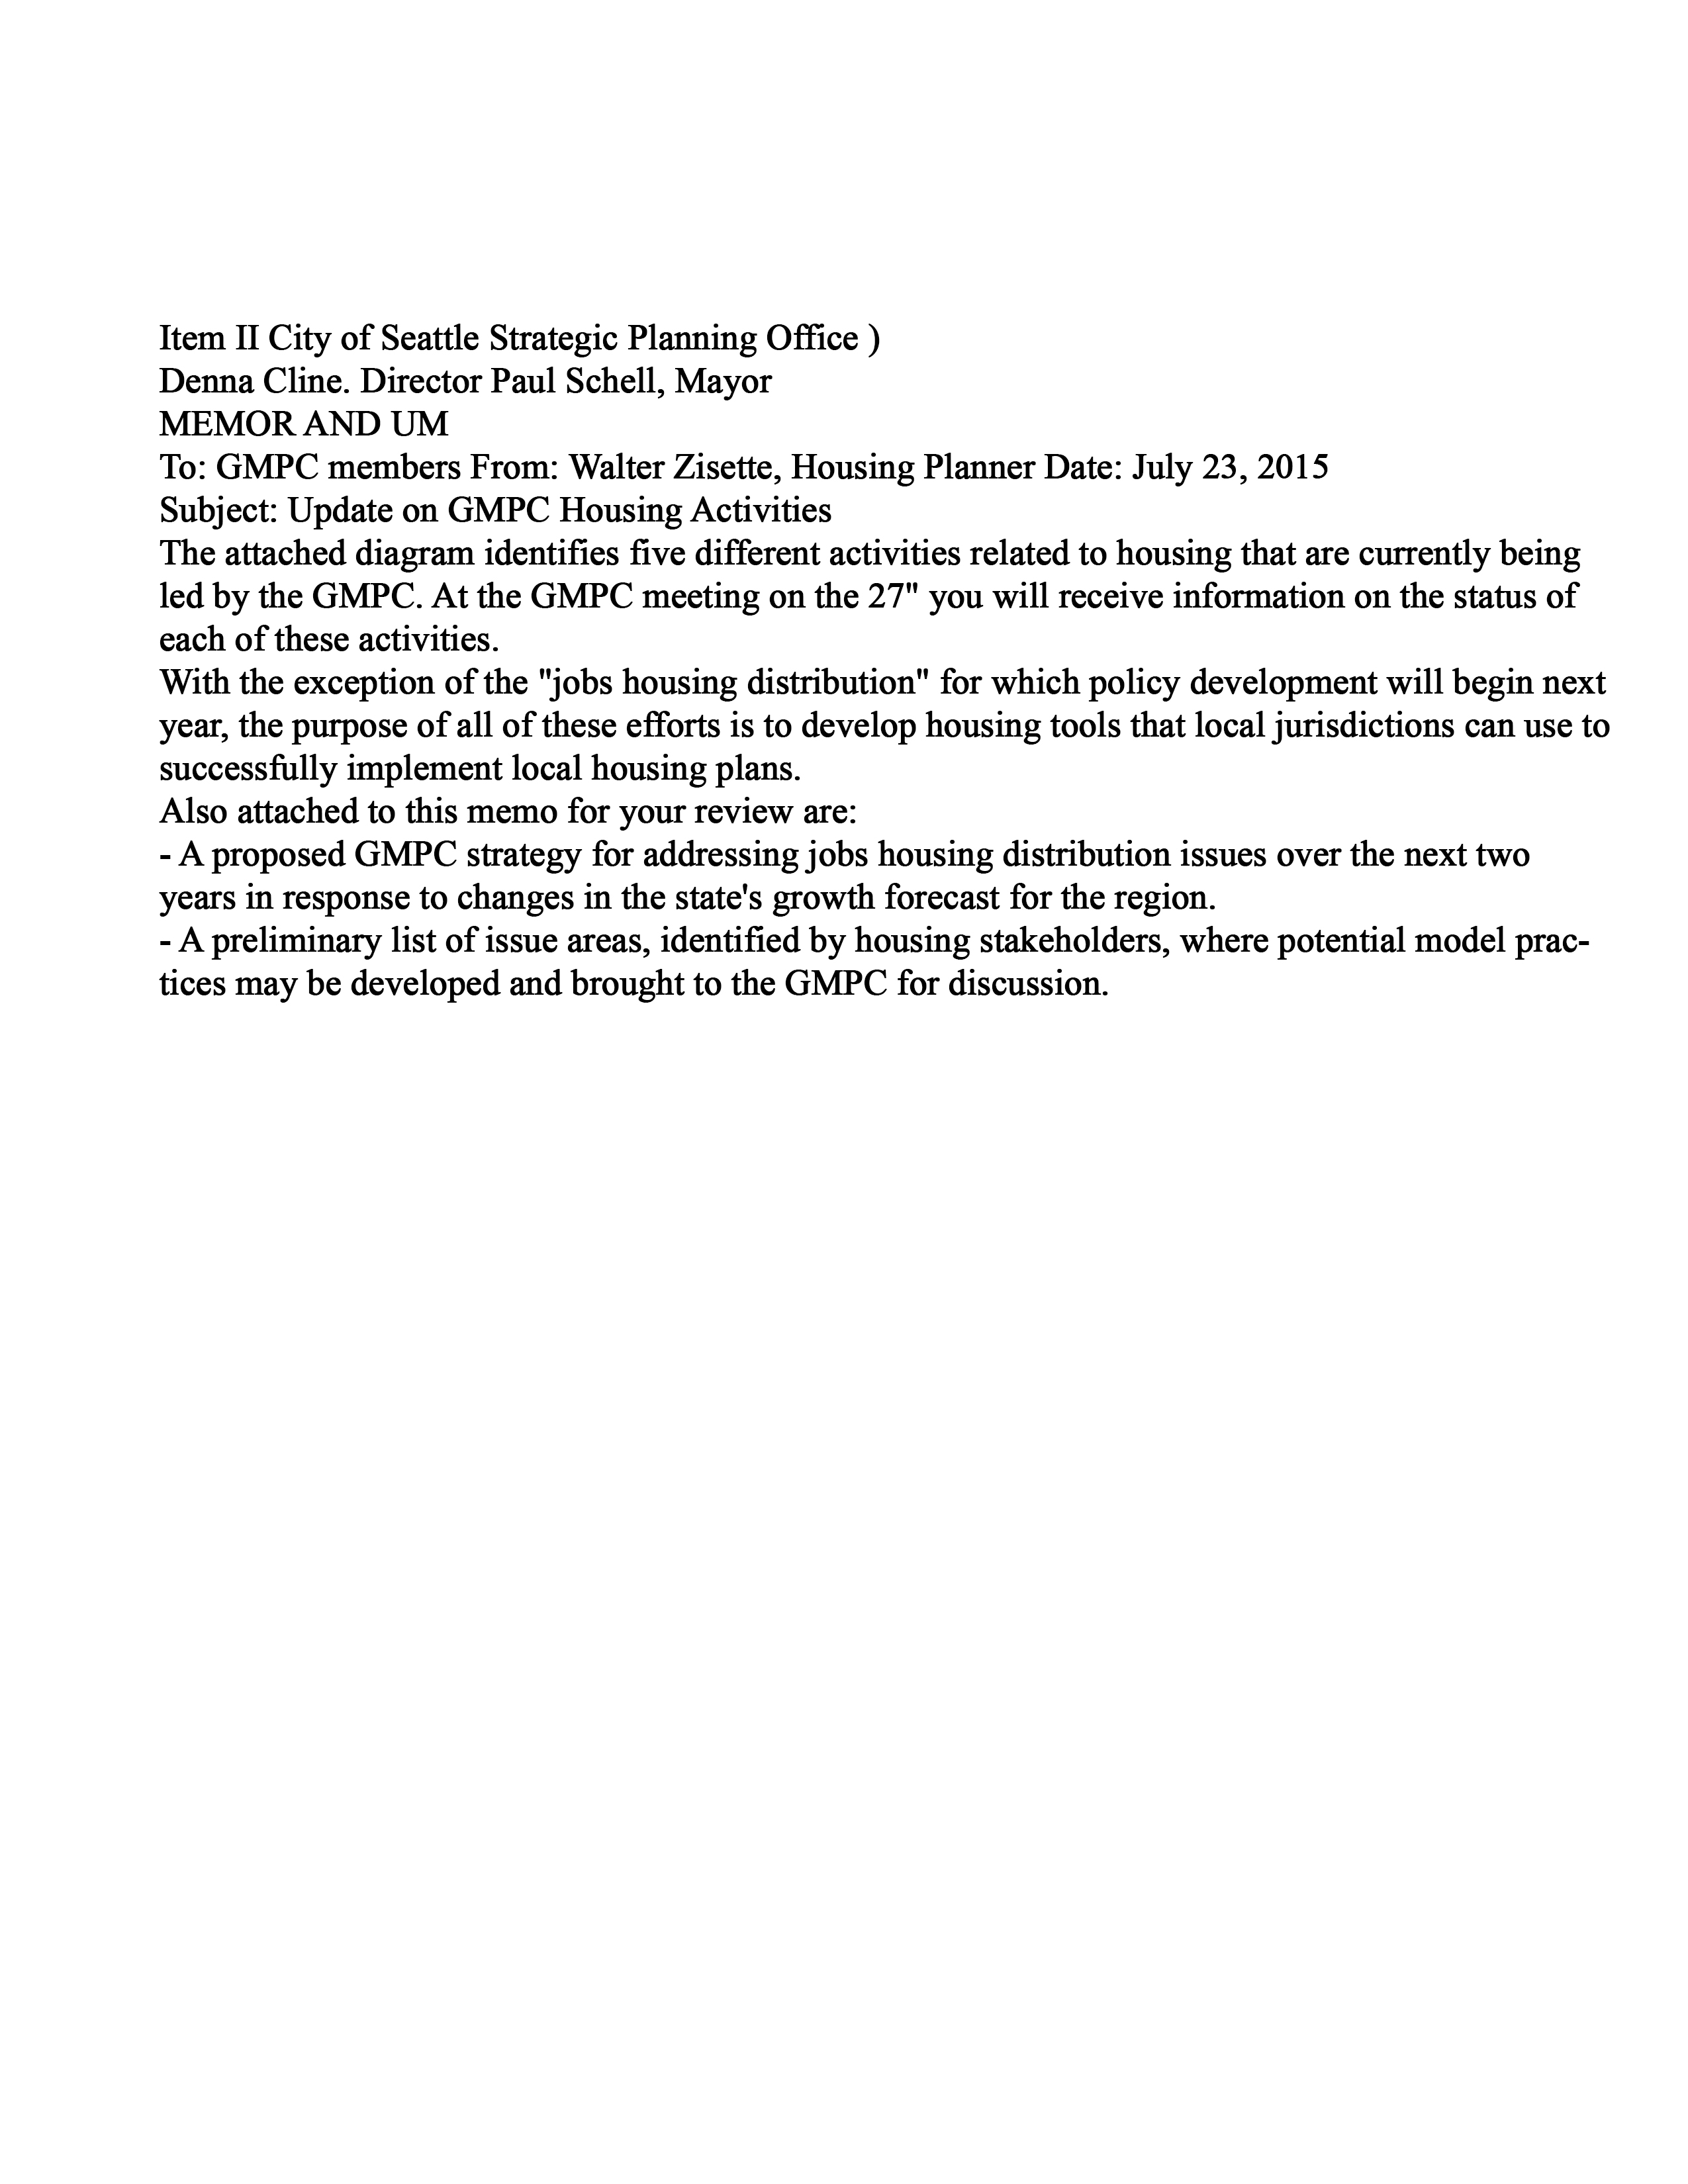 Item II City of Seattle Strategic Planning Office )
Denna Cline. Director Paul Schell, Mayor
MEMOR AND UM
To: GMPC members From: Walter Zisette, Housing Planner Date: July 23, 2015
Subject: Update on GMPC Housing Activities
The attached diagram identifies five different activities related to housing that are currently being
led by the GMPC. At the GMPC meeting on the 27" you will receive information on the status of
each of these activities.
With the exception of the "jobs housing distribution" for which policy development will begin next
year, the purpose of all of these efforts is to develop housing tools that local jurisdictions can use to
successfully implement local housing plans.
Also attached to this memo for your review are:
- A proposed GMPC strategy for addressing jobs housing distribution issues over the next two
years in response to changes in the state's growth forecast for the region.
- A preliminary list of issue areas, identified by housing stakeholders, where potential model prac-
tices may be developed and brought to the GMPC for discussion.